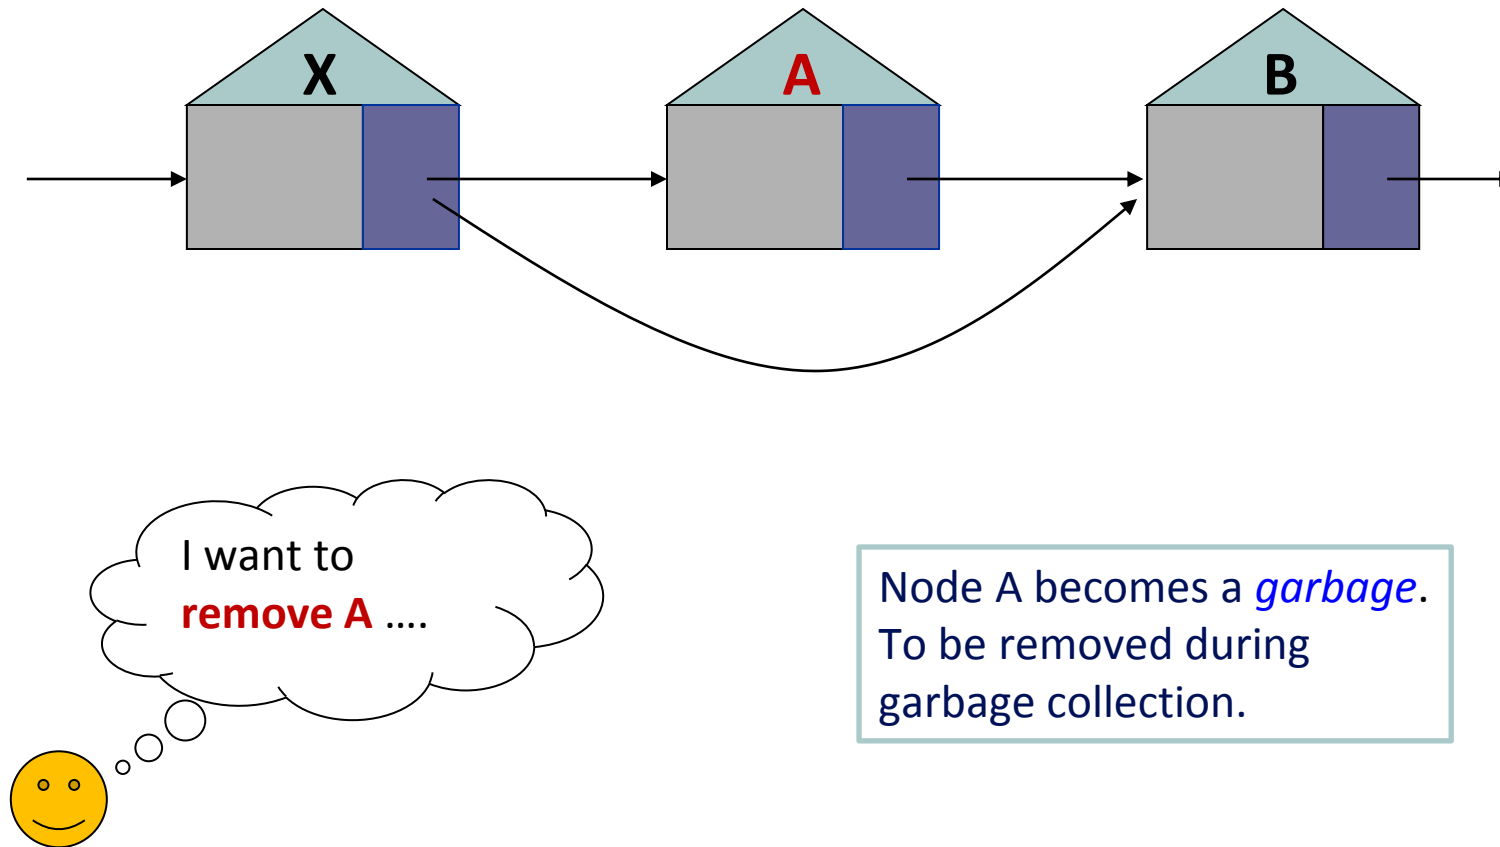 X
A
B
I want to
remove A ....
Node A becomes a garbage.
To be removed during
garbage collection.